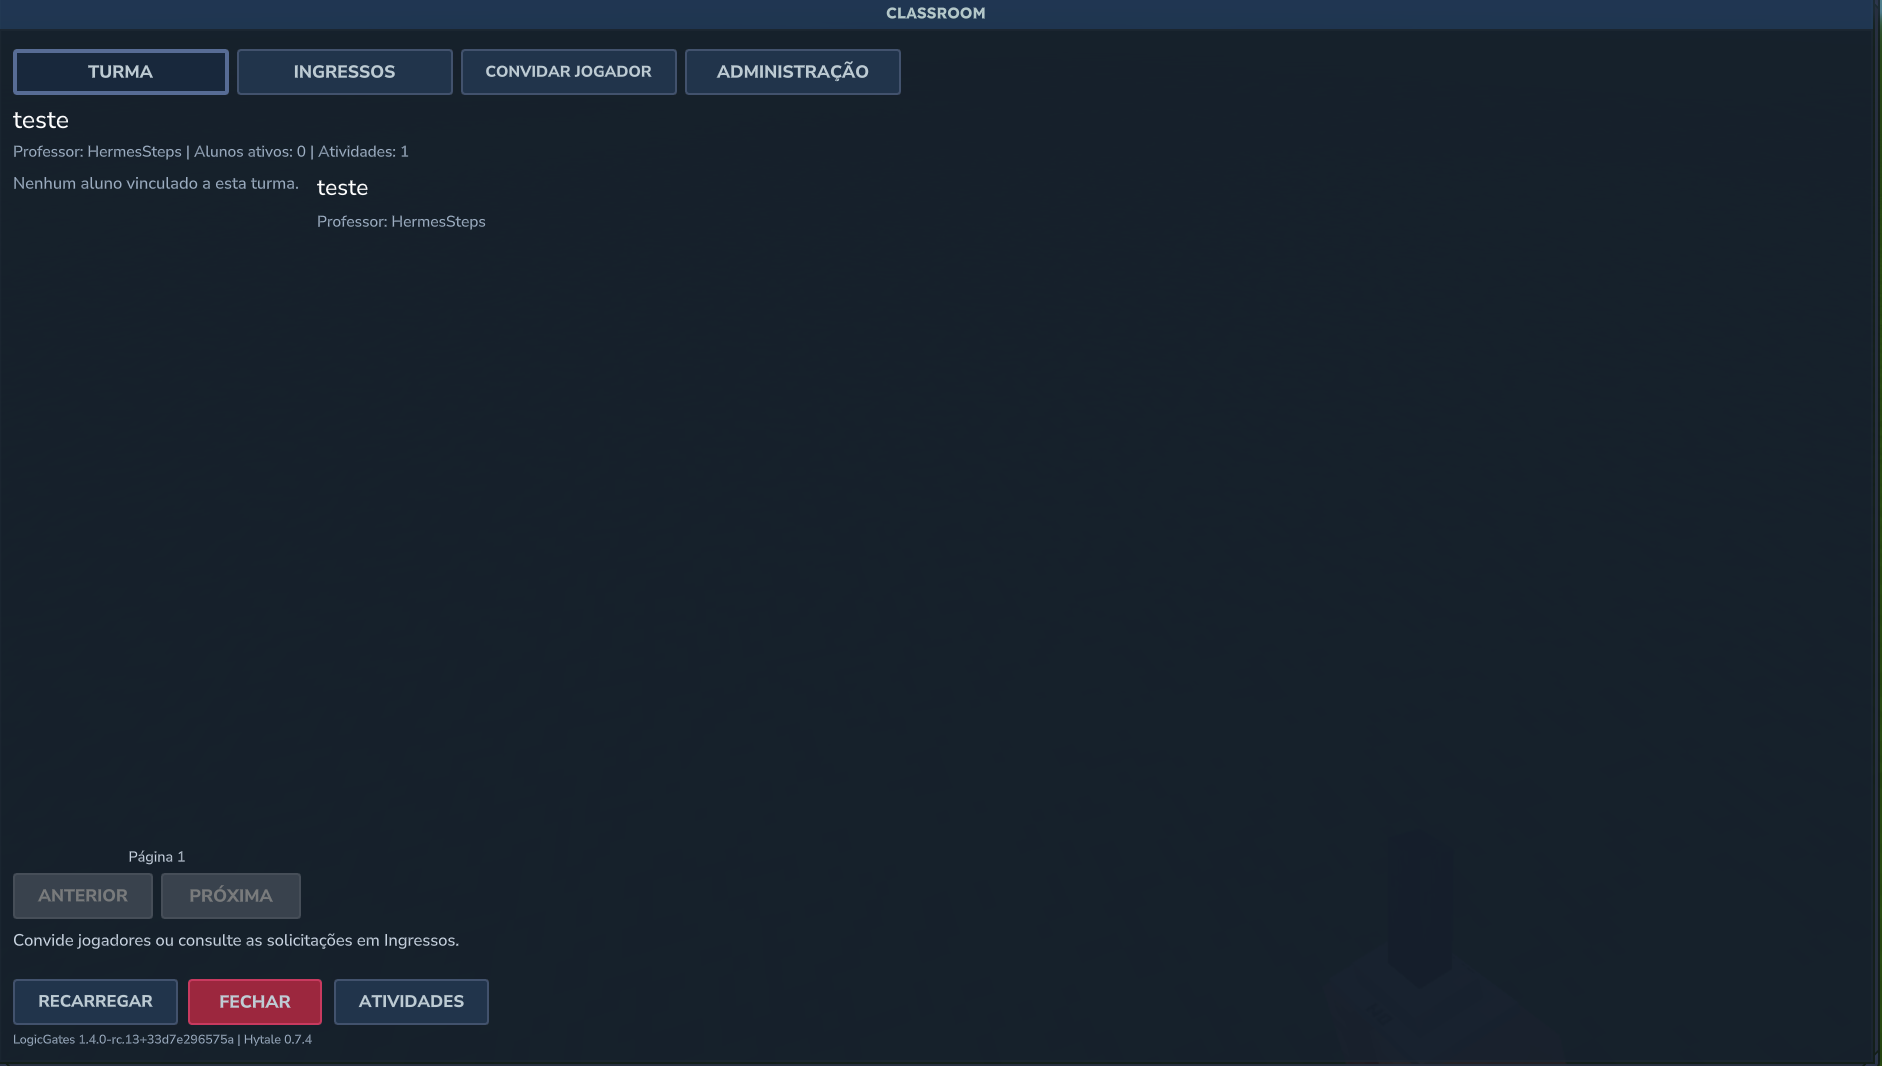 CLASSROOM
TURMA
INGRESSOS
CONVIDAR JOGADOR
ADMINISTRAÇÃO
teste
Professor: HermesSteps | Alunos ativos: 0 | Atividades: 1
Nenhum aluno vinculado a esta turma.
teste
Professor: HermesSteps
Página 1
ANTERIOR
PRÓXIMA
Convide jogadores ou consulte as solicitações em Ingressos.
RECARREGAR
FECHAR
ATIVIDADES
LogicGates 1.4.0-rc.13+33d7e296575a | Hytale 0.7.4